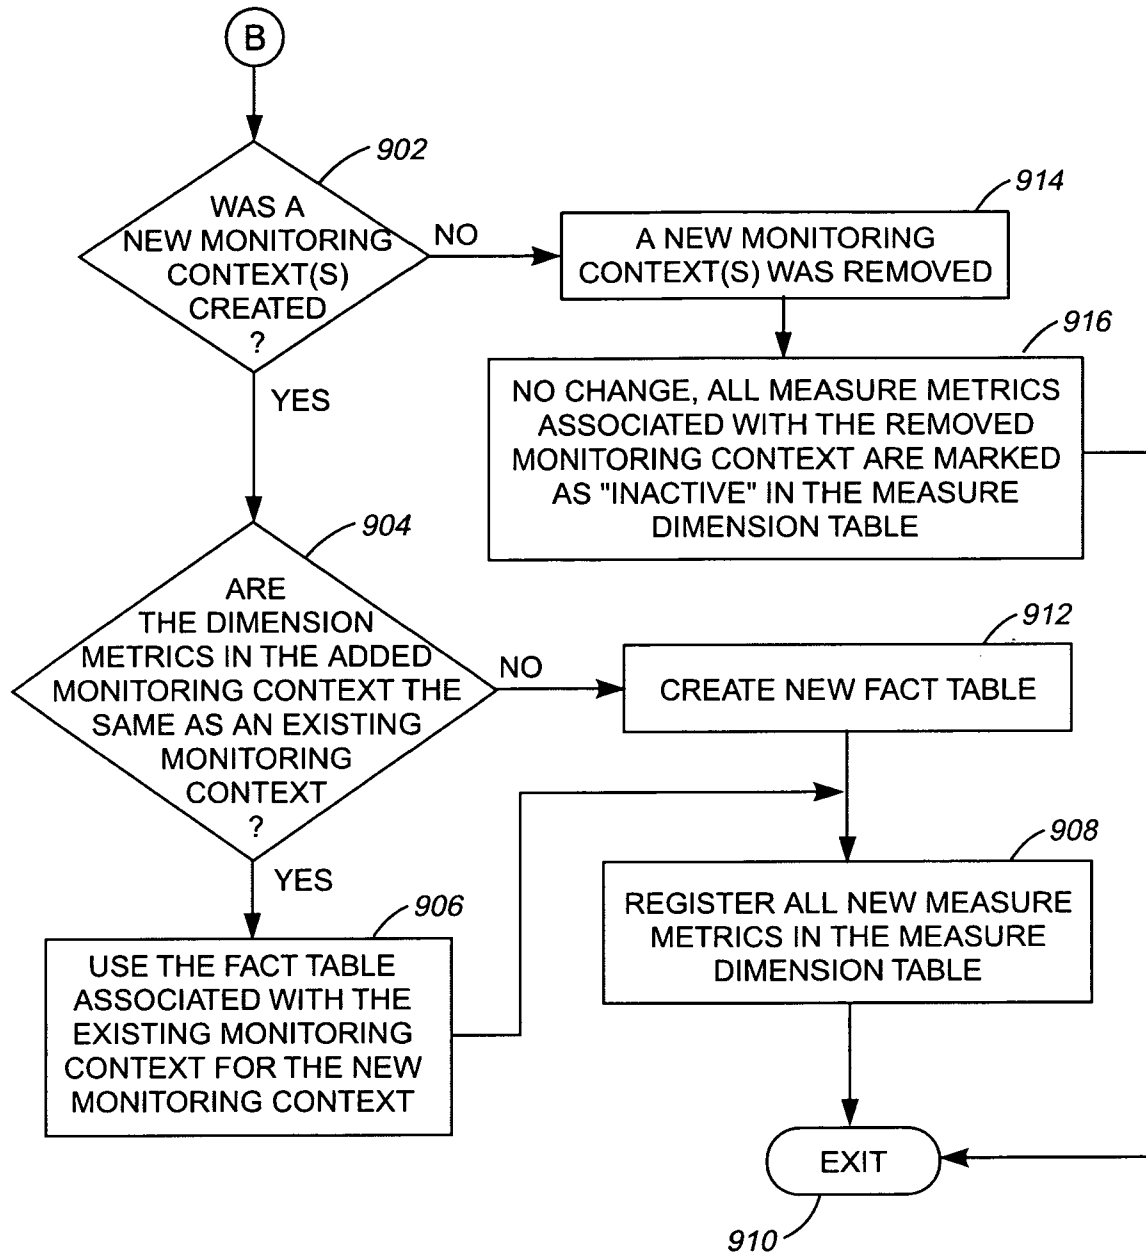 B
902
WAS A
NEW MONITORING
CONTEXT(S)
CREATED
?
NO
914
A NEW MONITORING
CONTEXT(S) WAS REMOVED
916
NO CHANGE, ALL MEASURE METRICS
ASSOCIATED WITH THE REMOVED
MONITORING CONTEXT ARE MARKED
AS "INACTIVE" IN THE MEASURE
DIMENSION TABLE
YES
904
ARE
THE DIMENSION
METRICS IN THE ADDED
MONITORING CONTEXT THE
SAME AS AN EXISTING
MONITORING
CONTEXT
?
NO
912
CREATE NEW FACT TABLE
YES
906
USE THE FACT TABLE
ASSOCIATED WITH THE
EXISTING MONITORING
CONTEXT FOR THE NEW
MONITORING CONTEXT
908
REGISTER ALL NEW MEASURE
METRICS IN THE MEASURE
DIMENSION TABLE
EXIT
910